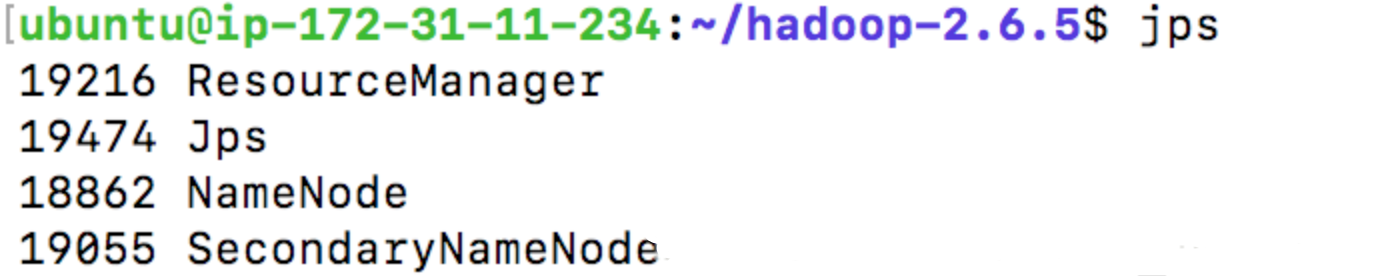 [ubuntu@ip-172-31-11-234:~/hadoop-2.6.5$ jps
19216 ResourceManager
19474 Jps
18862 NameNode
19055 SecondaryNameNode